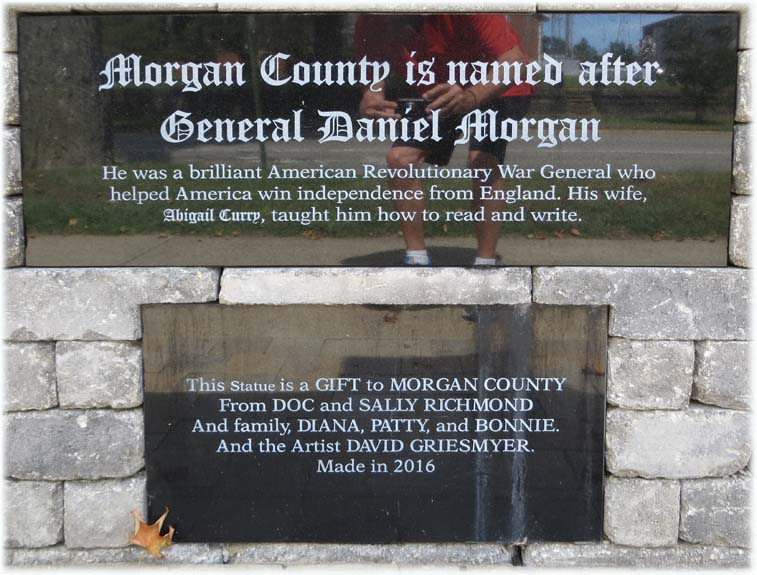 Morgan County is named after
General Daniel Morgan
He was a brilliant American Revolutionary War General who
helped America win independence from England. His wife,
Abigail Curry, taught him how to read and write.
This Statue is a GIFT to MORGAN COUNTY
From DOC and SALLY RICHMOND
And family, DIANA, PATTY, and BONNIE.
And the Artist DAVID GRIESMYER.
Made in 2016